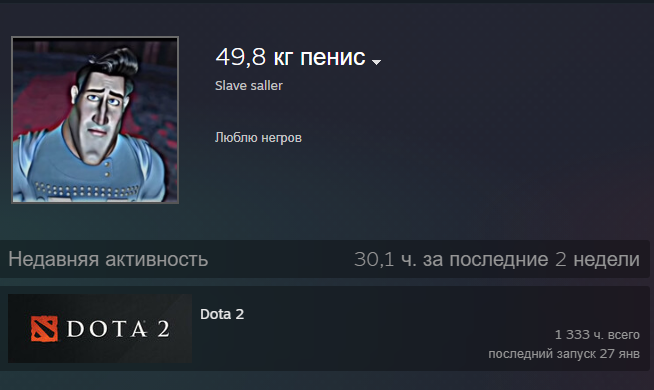 49,8 кг пенис
Slave saller
Люблю негров
Недавняя активность 30,1 ч. за последние 2 недели
DOTA 2
Dota 2
1 333 ч. всего
последний запуск 27 янв